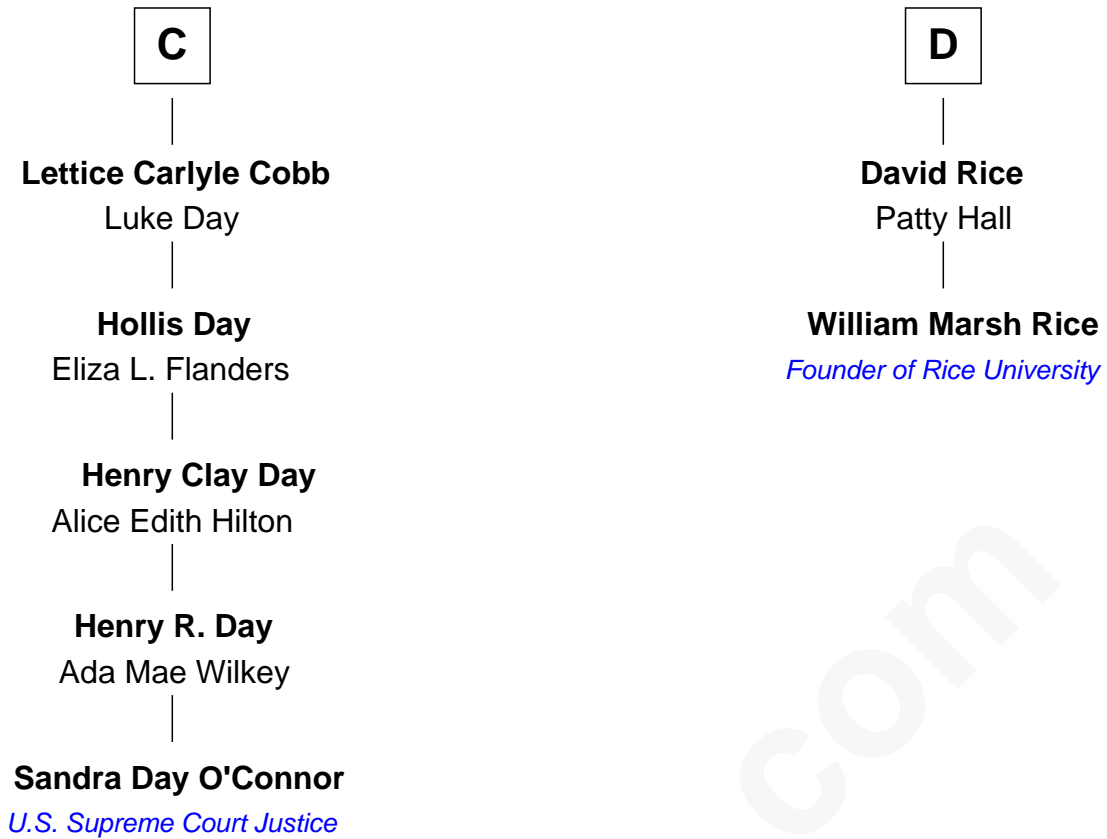 C
Lettice Carlyle Cobb
Luke Day
Hollis Day
Eliza L. Flanders
Henry Clay Day
Alice Edith Hilton
Henry R. Day
Ada Mae Wilkey
Sandra Day O'Connor
U.S. Supreme Court Justice
D
David Rice
Patty Hall
William Marsh Rice
Founder of Rice University
com